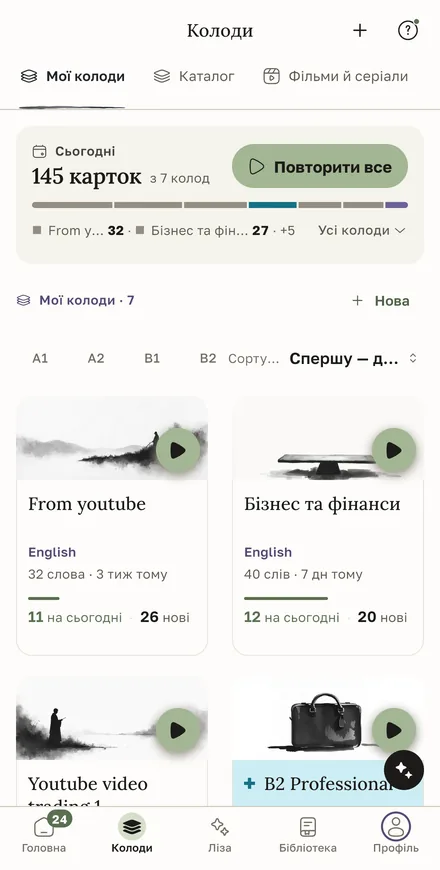 Колоди
Мої колоди
Каталог
Фільми й серіали
Сьогодні
145 карток з 7 колод
Повторити все
From y... 32 · Бізнес та фін... 27 · +5
Усі колоди
Мої колоди · 7
+ Нова
A1 A2 B1 B2 Сорту... Спершу — д...
From youtube
English
32 слова · 3 тиж тому
11 на сьогодні · 26 нові
Бізнес та фінанси
English
40 слів · 7 дн тому
12 на сьогодні · 20 нові
Youtube video
trading 1
B2 Professional
24
Головна
Колоди
Ліза
Бібліотека
Профіль